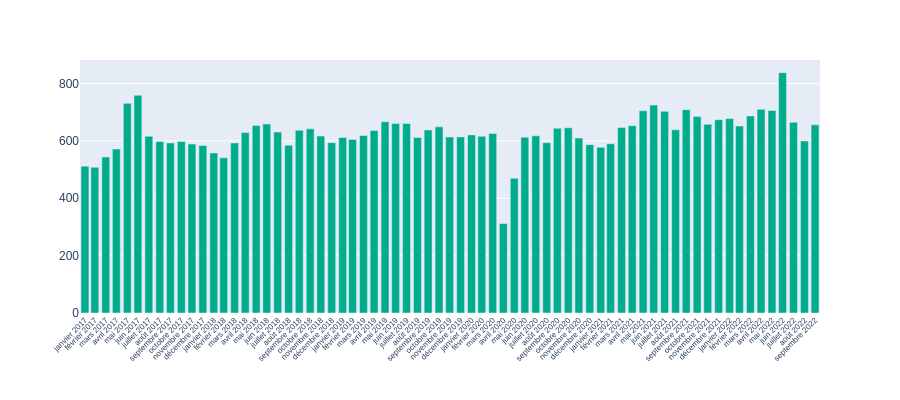 800
600
400
200
0
janvier 2017
février 2017
mars 2017
avril 2017
mai 2017
juin 2017
juillet 2017
août 2017
septembre 2017
octobre 2017
novembre 2017
décembre 2017
janvier 2018
février 2018
mars 2018
avril 2018
mai 2018
juin 2018
juillet 2018
août 2018
septembre 2018
octobre 2018
novembre 2018
décembre 2018
janvier 2019
février 2019
mars 2019
avril 2019
mai 2019
juin 2019
juillet 2019
août 2019
septembre 2019
octobre 2019
novembre 2019
décembre 2019
janvier 2020
février 2020
mars 2020
avril 2020
mai 2020
juin 2020
juillet 2020
août 2020
septembre 2020
octobre 2020
novembre 2020
décembre 2020
janvier 2021
février 2021
mars 2021
avril 2021
mai 2021
juin 2021
juillet 2021
août 2021
septembre 2021
octobre 2021
novembre 2021
décembre 2021
janvier 2022
février 2022
mars 2022
avril 2022
mai 2022
juin 2022
juillet 2022
août 2022
septembre 2022